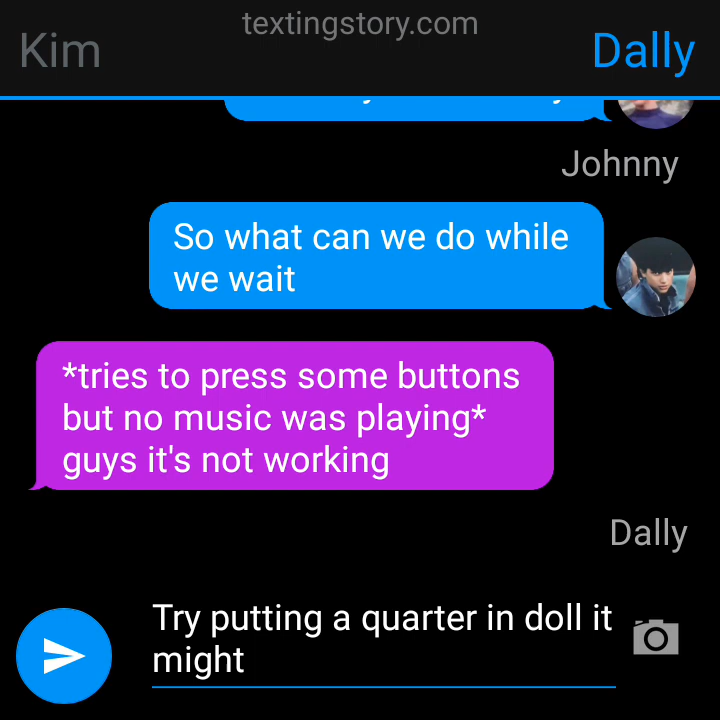 textingstory.com
Kim
Dally
Johnny
So what can we do while
we wait
*tries to press some buttons
but no music was playing*
guys it's not working
Dally
Try putting a quarter in doll it
might